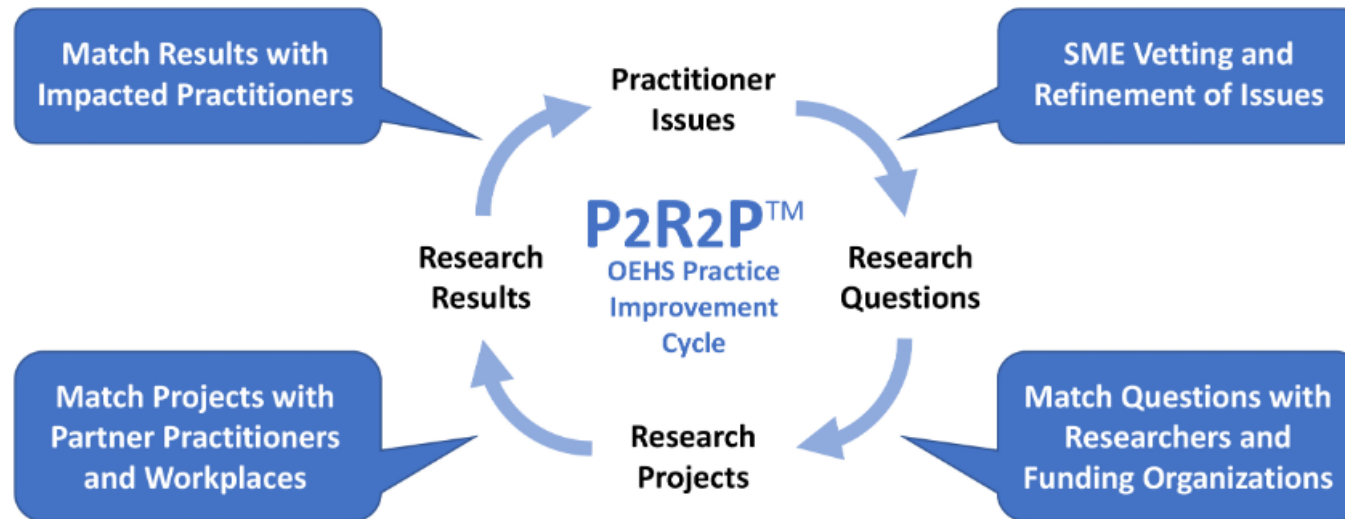 Match Results with
Impacted Practitioners
Practitioner
Issues
SME Vetting and
Refinement of Issues
P2R2P™
OEHS Practice
Improvement
Cycle
Research
Results
Research
Questions
Match Projects with
Partner Practitioners
and Workplaces
Research
Projects
Match Questions with
Researchers and
Funding Organizations